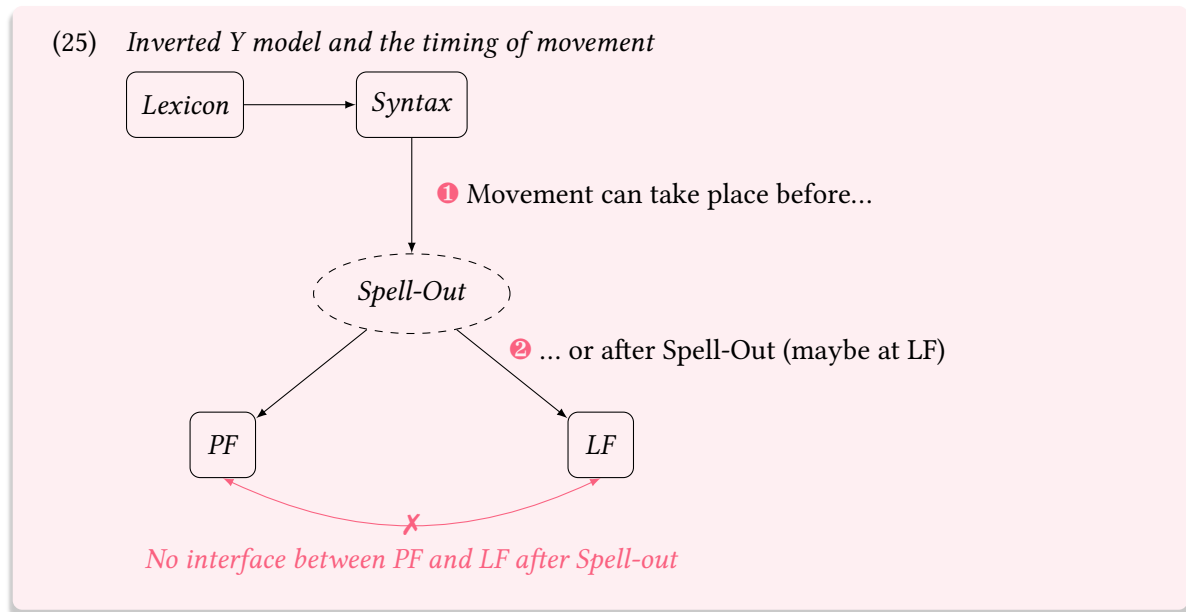 (25) Inverted Y model and the timing of movement
Lexicon
Syntax
❶ Movement can take place before…
Spell-Out
❷ … or after Spell-Out (maybe at LF)
PF
LF
✗
No interface between PF and LF after Spell-out